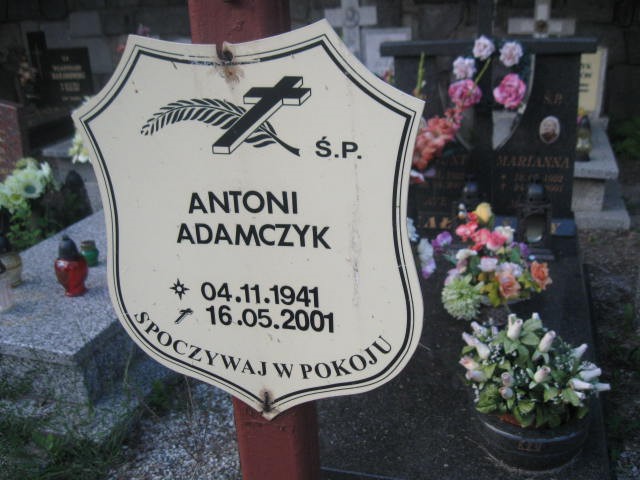 Ś.P.
ANTONI
ADAMCZYK
04.11.1941
16.05.2001
SPOCZYWAJ W POKOJU
Ś.P.
MARIANNA